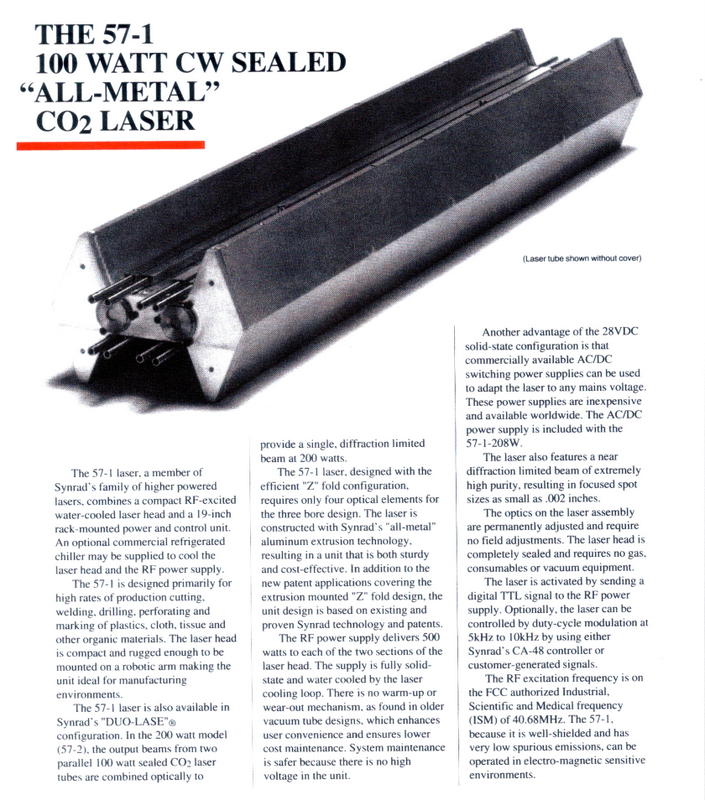 THE 57-1
100 WATT CW SEALED
“ALL-METAL”
CO2 LASER
(Laser tube shown without cover)
The 57-1 laser, a member of
Synrad's family of higher powered
lasers, combines a compact RF-excited
water-cooled laser head and a 19-inch
rack-mounted power and control unit.
An optional commercial refrigerated
chiller may be supplied to cool the
laser head and the RF power supply.
The 57-1 is designed primarily for
high rates of production cutting,
welding, drilling, perforating and
marking of plastics, cloth, tissue and
other organic materials. The laser head
is compact and rugged enough to be
mounted on a robotic arm making the
unit ideal for manufacturing
environments.
The 57-1 laser is also available in
Synrad's "DUO-LASE"®
configuration. In the 200 watt model
(57-2), the output beams from two
parallel 100 watt sealed CO2 laser
tubes are combined optically to
provide a single, diffraction limited
beam at 200 watts.
The 57-1 laser, designed with the
efficient "Z" fold configuration,
requires only four optical elements for
the three bore design. The laser is
constructed with Synrad's "all-metal"
aluminum extrusion technology,
resulting in a unit that is both sturdy
and cost-effective. In addition to the
new patent applications covering the
extrusion mounted "Z" fold design, the
unit design is based on existing and
proven Synrad technology and patents.
The RF power supply delivers 500
watts to each of the two sections of the
laser head. The supply is fully solid-
state and water cooled by the laser
cooling loop. There is no warm-up or
wear-out mechanism, as found in older
vacuum tube designs, which enhances
user convenience and ensures lower
cost maintenance. System maintenance
is safer because there is no high
voltage in the unit.
Another advantage of the 28VDC
solid-state configuration is that
commercially available AC/DC
switching power supplies can be used
to adapt the laser to any mains voltage.
These power supplies are inexpensive
and available worldwide. The AC/DC
power supply is included with the
57-1-208W.
The laser also features a near
diffraction limited beam of extremely
high purity, resulting in focused spot
sizes as small as .002 inches.
The optics on the laser assembly
are permanently adjusted and require
no field adjustments. The laser head is
completely sealed and requires no gas,
consumables or vacuum equipment.
The laser is activated by sending a
digital TTL signal to the RF power
supply. Optionally, the laser can be
controlled by duty-cycle modulation at
5kHz to 10kHz by using either
Synrad's CA-48 controller or
customer-generated signals.
The RF excitation frequency is on
the FCC authorized Industrial,
Scientific and Medical frequency
(ISM) of 40.68MHz. The 57-1,
because it is well-shielded and has
very low spurious emissions, can be
operated in electro-magnetic sensitive
environments.